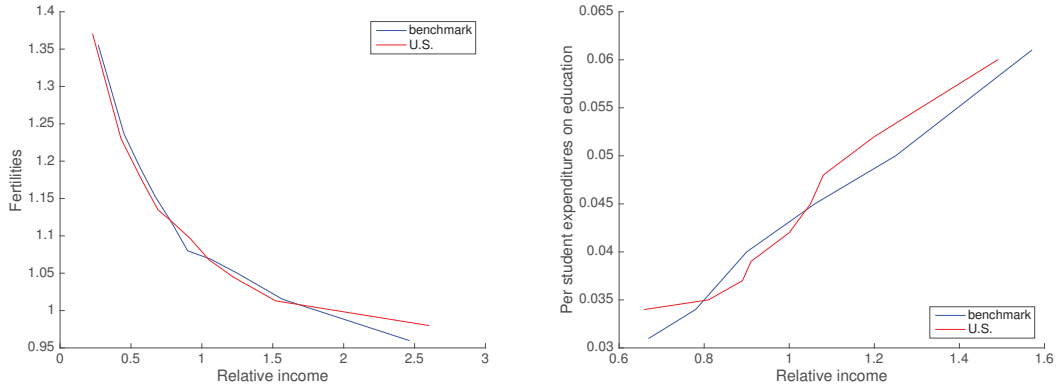 1.4
1.35
1.3
1.25
1.2
1.15
1.1
1.05
1
0.95
Fertilities
0 0.5 1 1.5 2 2.5 3
Relative income
benchmark
U.S.
0.065
0.06
0.055
0.05
0.045
0.04
0.035
0.03
Per student expenditures on education
0.6 0.8 1 1.2 1.4 1.6
Relative income
benchmark
U.S.